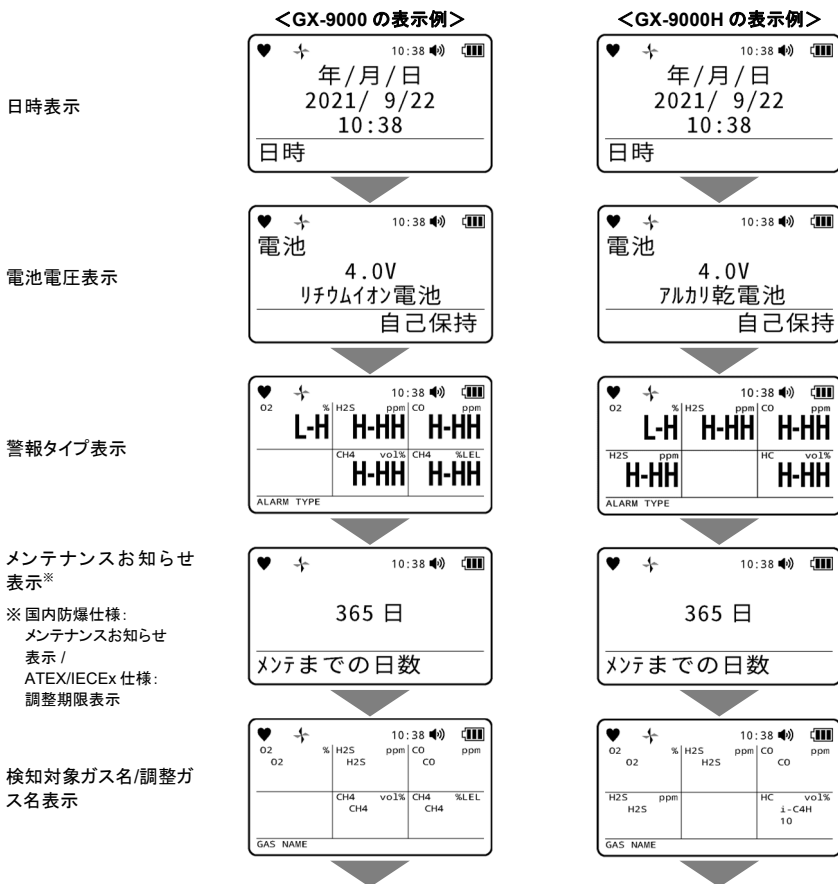 ＜GX-9000 の表示例＞ ＜GX-9000H の表示例＞
日時表示
10:38
年/月/日
2021/ 9/22
10:38
日時
10:38
年/月/日
2021/ 9/22
10:38
日時
電池電圧表示
10:38
電池
4.0V
ﾘﾁｳﾑｲｵﾝ電池
自己保持
10:38
電池
4.0V
ｱﾙｶﾘ乾電池
自己保持
警報タイプ表示
10:38
O2 % H2S ppm CO ppm
L-H H-HH H-HH
CH4 vol% CH4 %LEL
H-HH H-HH
ALARM TYPE
10:38
O2 % H2S ppm CO ppm
L-H H-HH H-HH
H2S ppm HC vol%
H-HH H-HH
ALARM TYPE
メンテナンスお知らせ
表示※
※ 国内防爆仕様:
メンテナンスお知らせ
表示 /
ATEX/IECEx 仕様:
調整期限表示
10:38
365 日
ﾒﾝﾃまでの日数
10:38
365 日
ﾒﾝﾃまでの日数
検知対象ガス名/調整ガ
ス名表示
10:38
O2 % H2S ppm CO ppm
O2 H2S CO
CH4 vol% CH4 %LEL
CH4 CH4
GAS NAME
10:38
O2 % H2S ppm CO ppm
O2 H2S CO
H2S ppm HC vol%
H2S i-C4H
10
GAS NAME